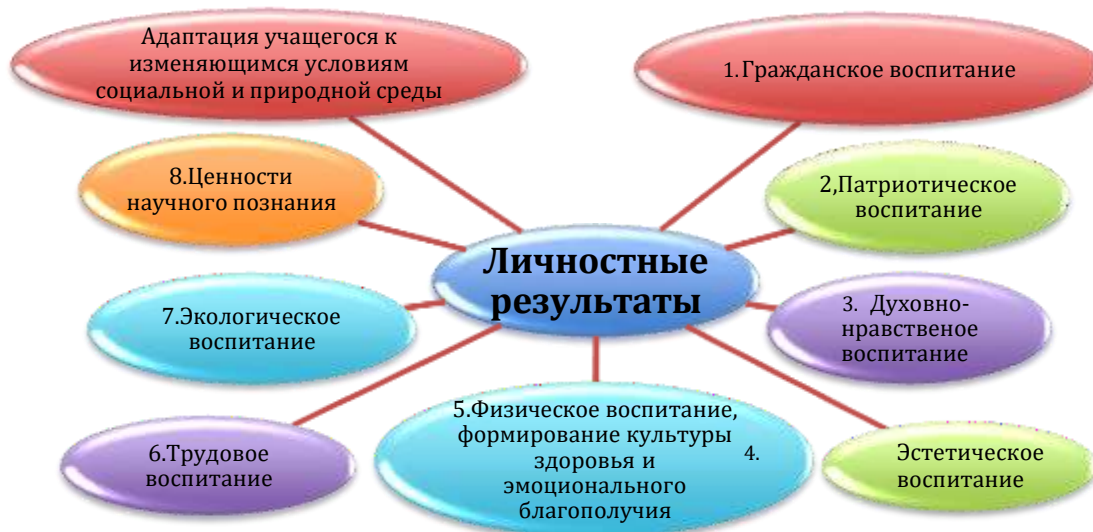 Адаптация учащегося к
изменяющимся условиям
социальной и природной среды
1.Гражданское воспитание
8.Ценности
научного познания
2,Патриотическое
воспитание
Личностные
результаты
7.Экологическое
воспитание
3. Духовно-
нравственое
воспитание
6.Трудовое
воспитание
5.Физическое воспитание,
формирование культуры
здоровья и
эмоционального
благополучия
4.
Эстетическое
воспитание